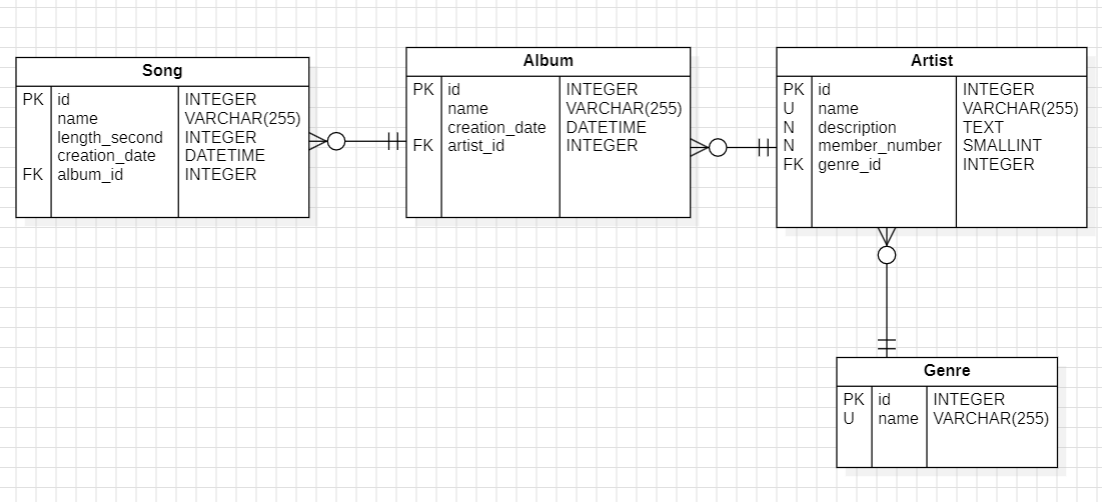 Song
PK id INTEGER
name VARCHAR(255)
length_second INTEGER
creation_date DATETIME
FK album_id INTEGER
Album
PK id INTEGER
name VARCHAR(255)
creation_date DATETIME
FK artist_id INTEGER
Artist
PK id INTEGER
U name VARCHAR(255)
N description TEXT
N member_number SMALLINT
FK genre_id INTEGER
Genre
PK id INTEGER
U name VARCHAR(255)